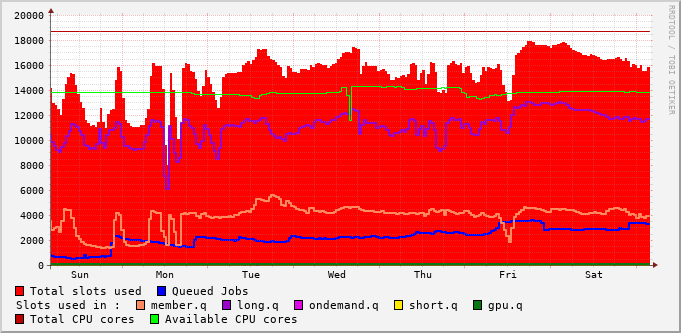 20000
18000
16000
14000
12000
10000
8000
6000
4000
2000
0
Sun Mon Tue Wed Thu Fri Sat
Total slots used Queued Jobs
Slots used in : member.q long.q ondemand.q short.q gpu.q
Total CPU cores Available CPU cores
RRDTOOL / TOBI OETIKER